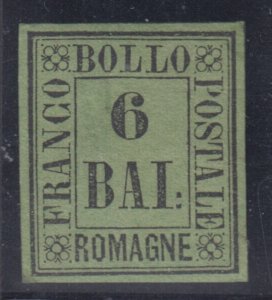 BOLLO
FRANCO
6
BAI:
POSTALE
ROMAGNE